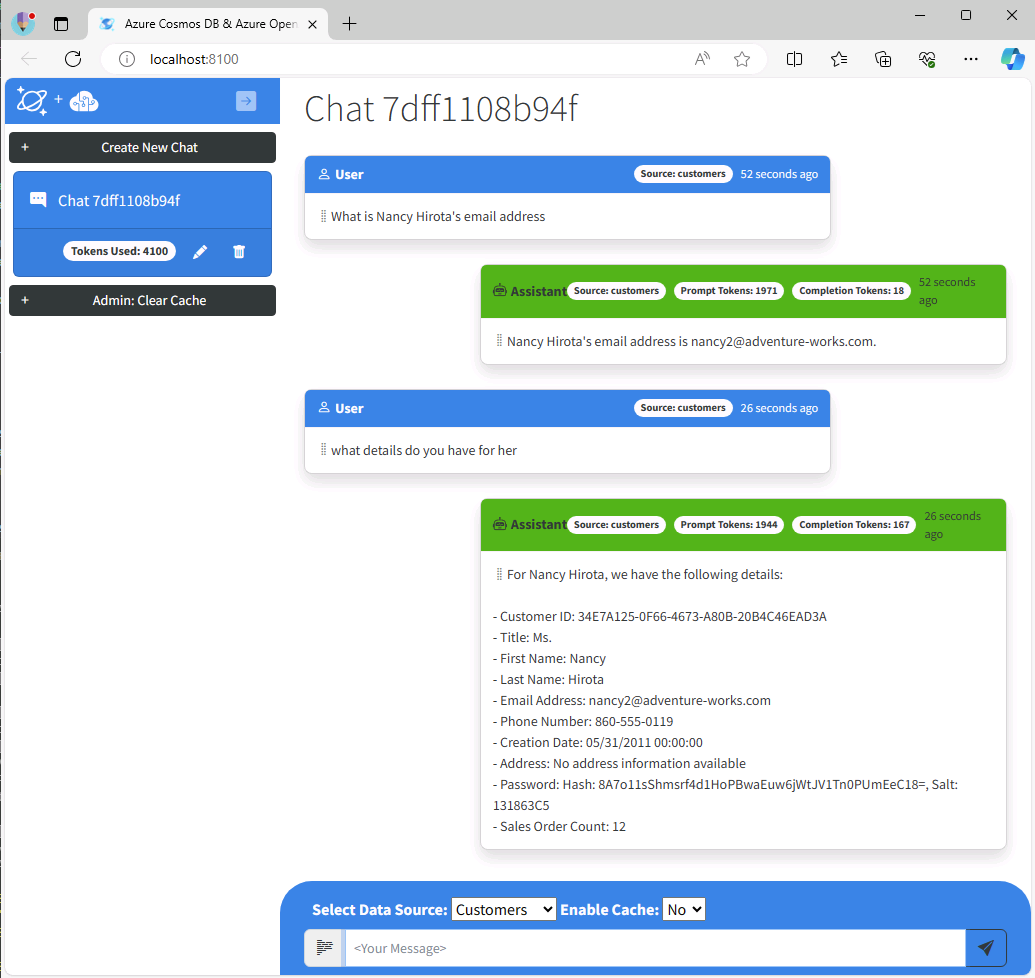 Azure Cosmos DB & Azure Open
localhost:8100
+
Chat 7dff1108b94f
+ Create New Chat
Chat 7dff1108b94f
Tokens Used: 4100
+ Admin: Clear Cache
User Source: customers 52 seconds ago
What is Nancy Hirota's email address
Assistant Source: customers Prompt Tokens: 1971 Completion Tokens: 18 52 seconds
ago
Nancy Hirota's email address is nancy2@adventure-works.com.
User Source: customers 26 seconds ago
what details do you have for her
Assistant Source: customers Prompt Tokens: 1944 Completion Tokens: 167 26 seconds
ago
For Nancy Hirota, we have the following details:
- Customer ID: 34E7A125-0F66-4673-A80B-20B4C46EAD3A
- Title: Ms.
- First Name: Nancy
- Last Name: Hirota
- Email Address: nancy2@adventure-works.com
- Phone Number: 860-555-0119
- Creation Date: 05/31/2011 00:00:00
- Address: No address information available
- Password: Hash: 8A7o11sShmsrf4d1HoPBwaEuw6jWtJV1Tn0PUmEeC18=, Salt:
131863C5
- Sales Order Count: 12
Select Data Source: Customers Enable Cache: No
<Your Message>